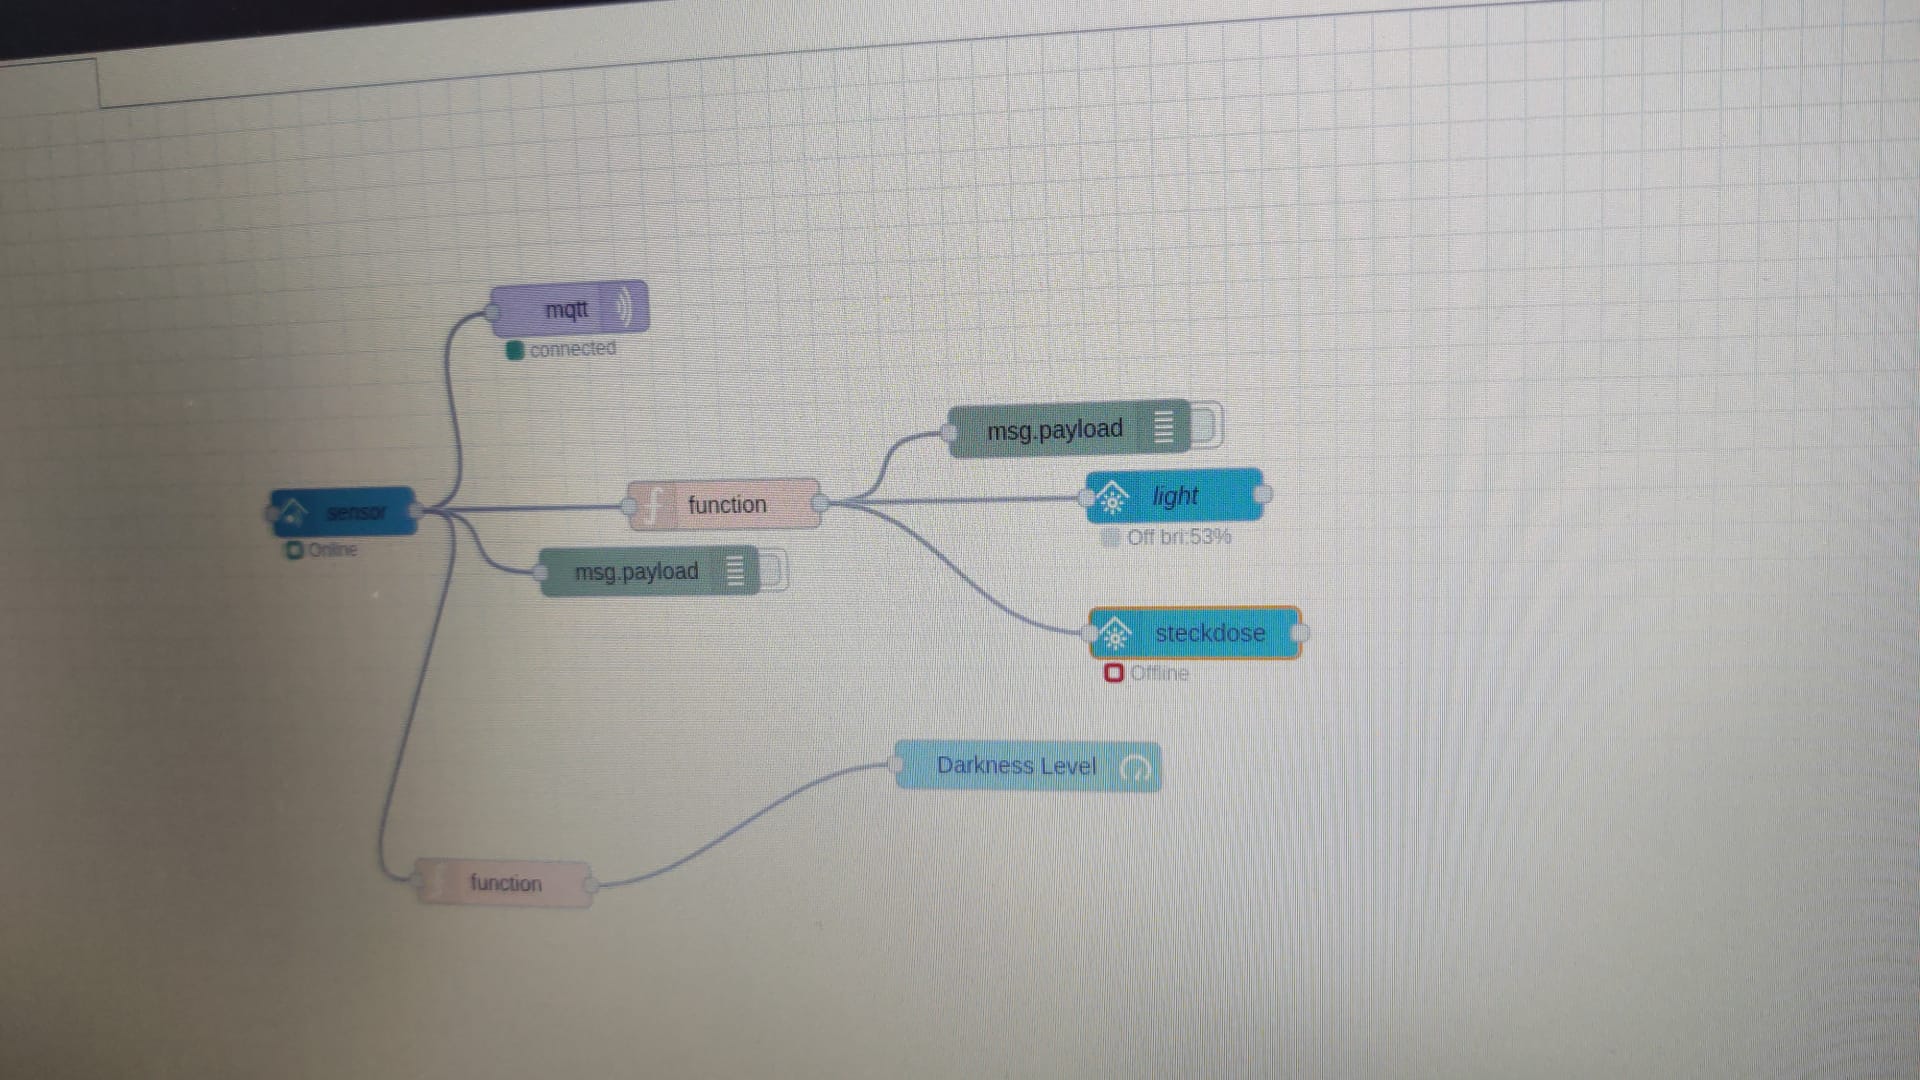 mqtt
connected
msg.payload
sensor
Online
function
light
Off bri:53%
msg.payload
steckdose
Offline
Darkness Level
function